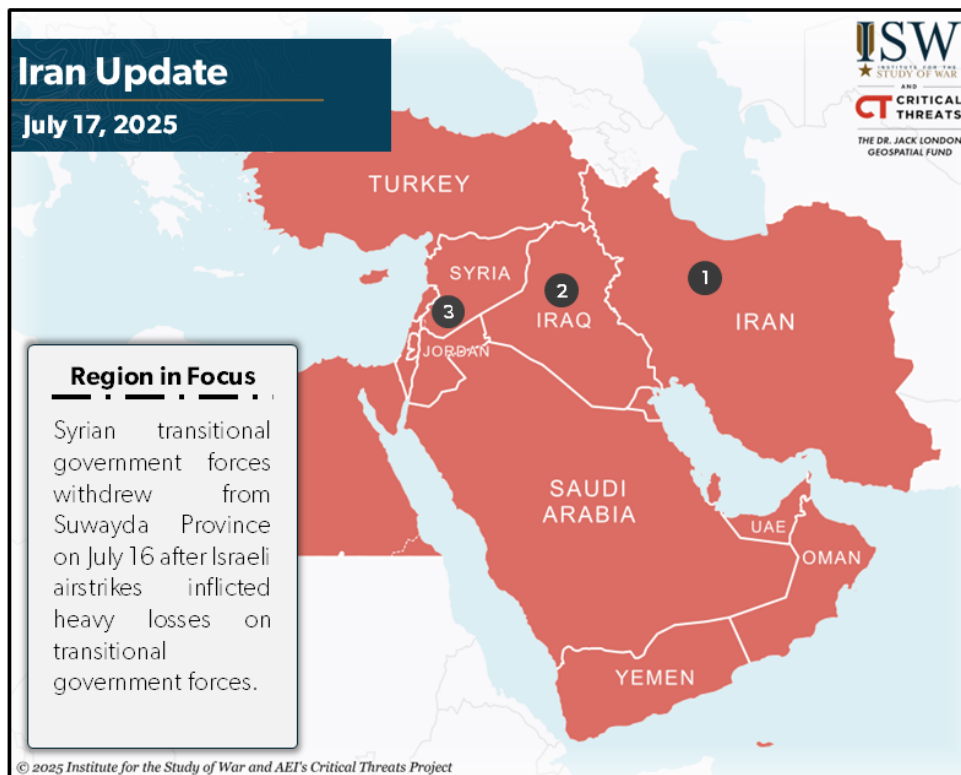 Iran Update
July 17, 2025
ISW
INSTITUTE FOR THE
STUDY OF WAR
AND
CT CRITICAL
THREATS
THE DR. JACK LONDON
GEOSPATIAL FUND
TURKEY
SYRIA
1
2
3
IRAQ
IRAN
JORDAN
Region in Focus
Syrian transitional
government forces
withdrew from
Suwayda Province
on July 16 after Israeli
airstrikes inflicted
heavy losses on
transitional
government forces.
SAUDI
ARABIA
UAE
OMAN
YEMEN
© 2025 Institute for the Study of War and AEI's Critical Threats Project